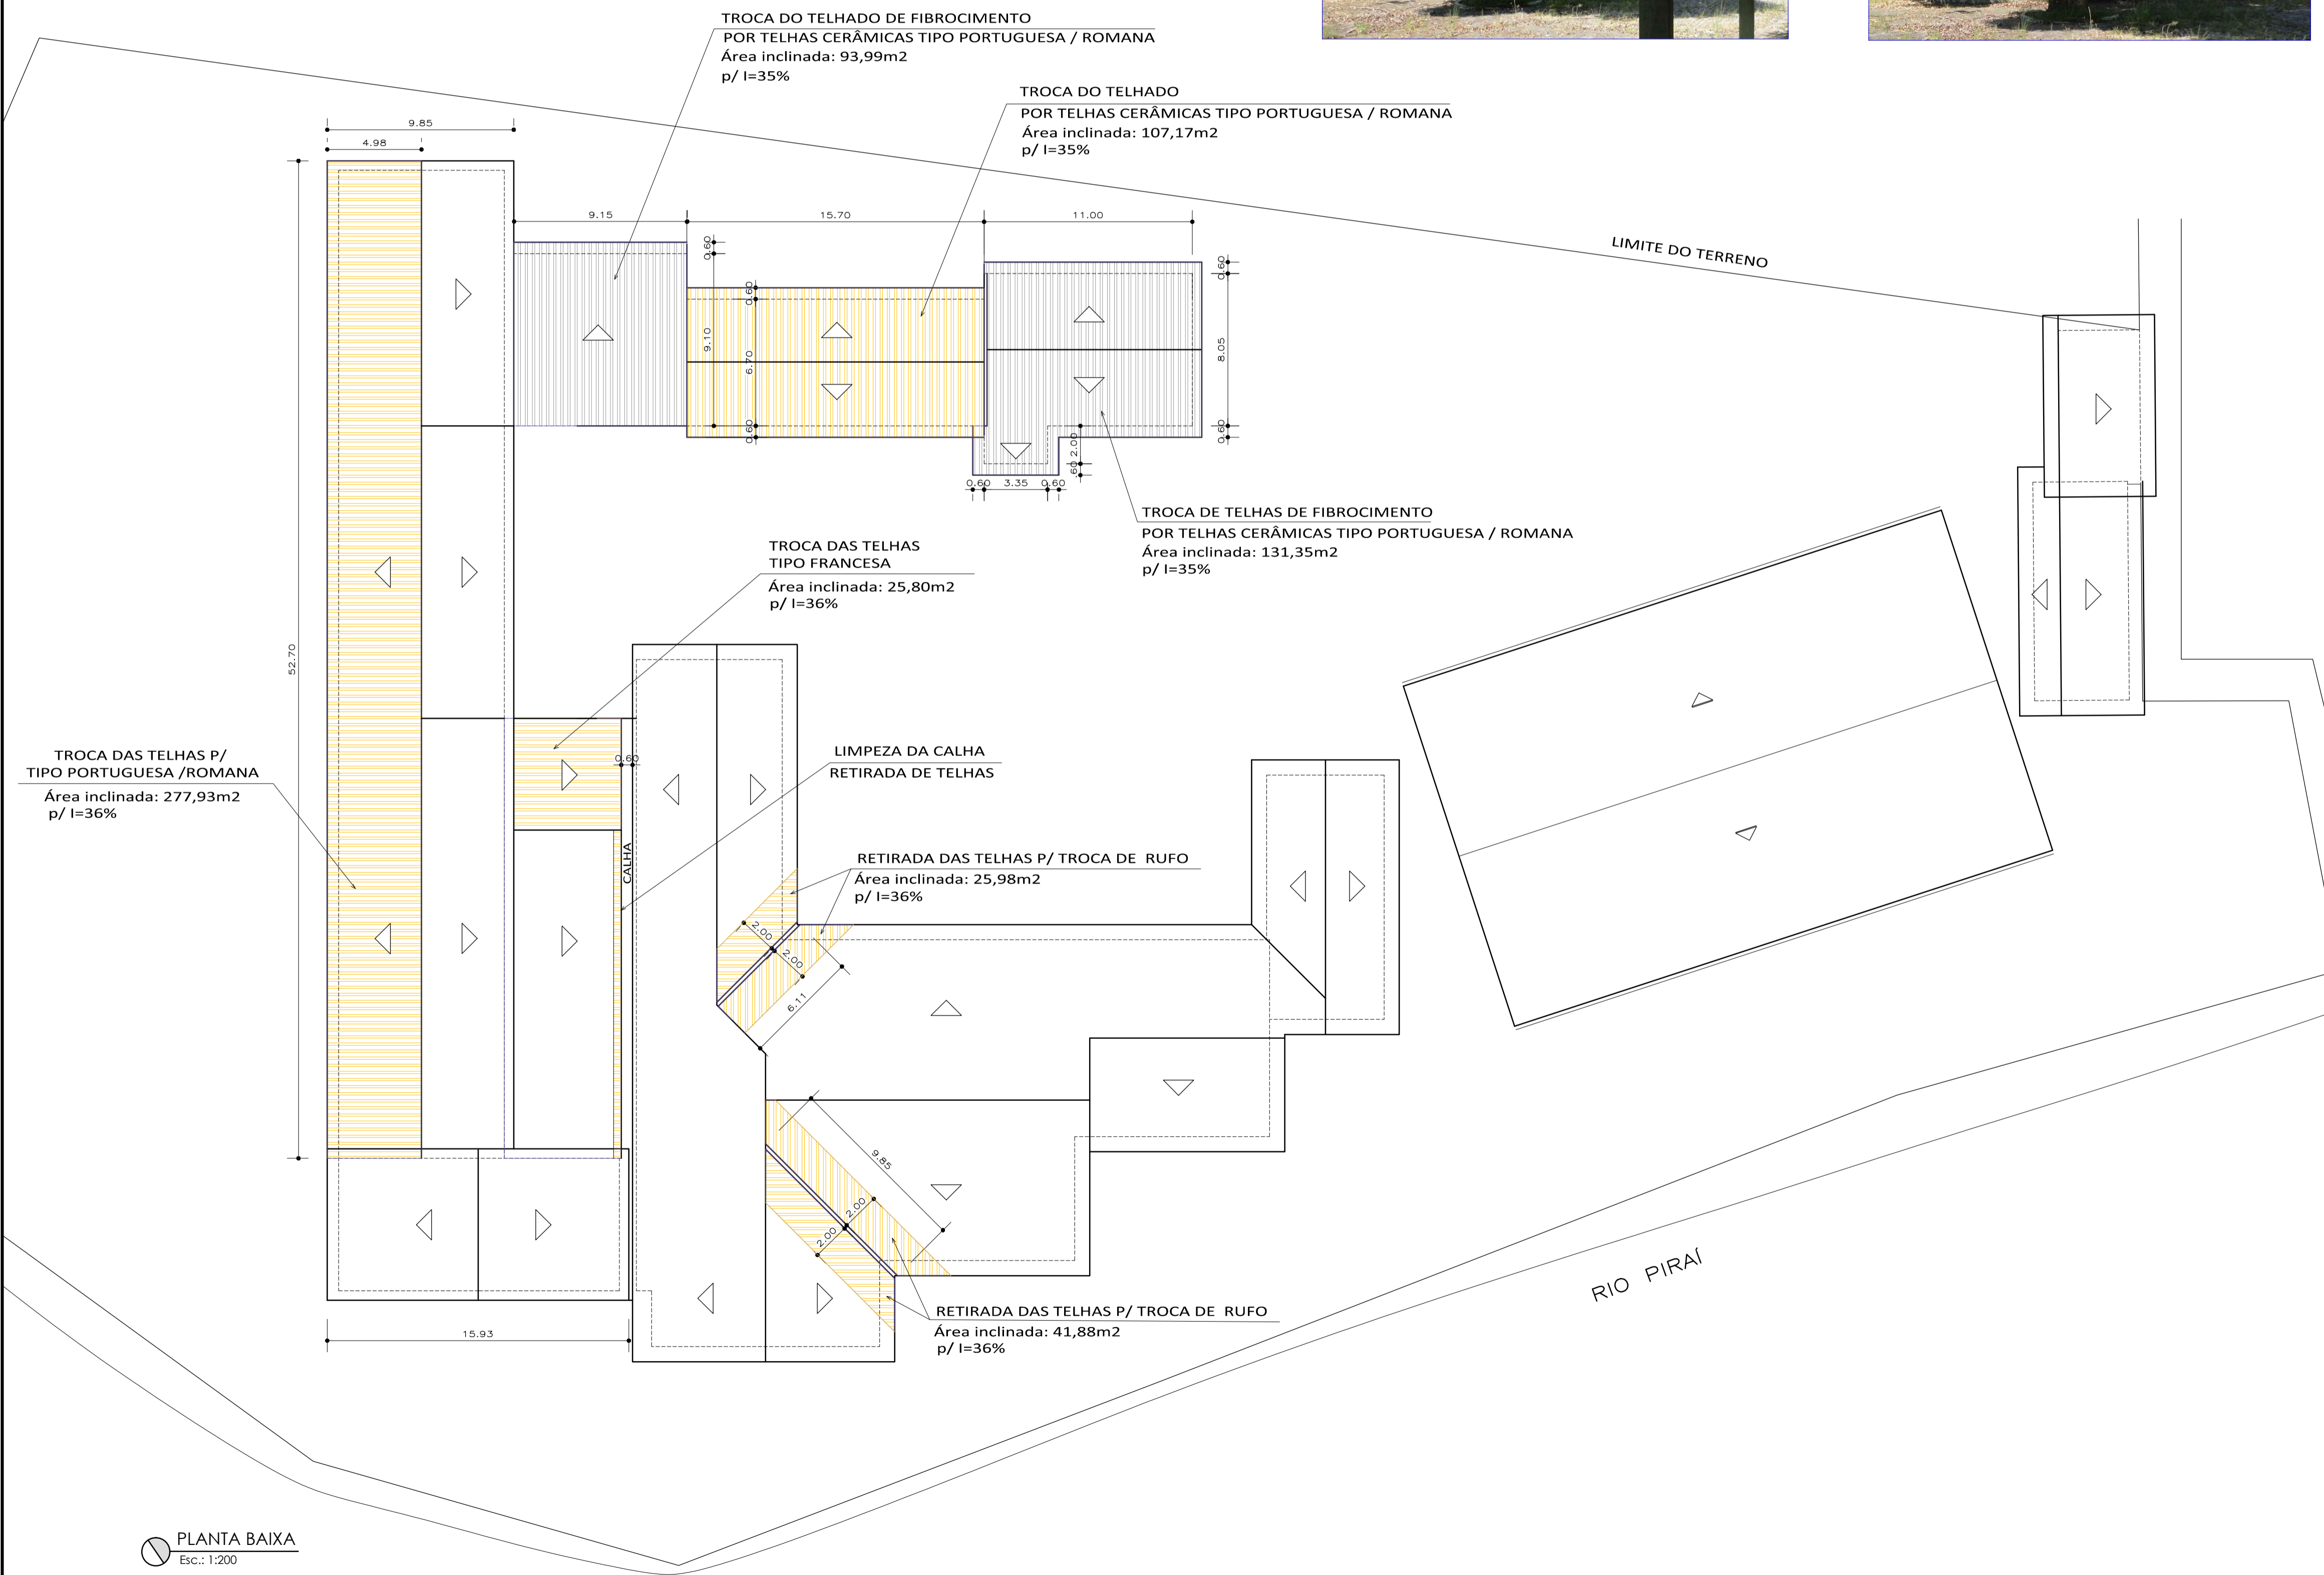 TROCA DO TELHADO DE FIBROCIMENTO
POR TELHAS CERÂMICAS TIPO PORTUGUESA / ROMANA
Área inclinada: 93,99m2
p/ I=35%
TROCA DO TELHADO
POR TELHAS CERÂMICAS TIPO PORTUGUESA / ROMANA
Área inclinada: 107,17m2
p/ I=35%
9.85
4.98
9.15
15.70
11.00
LIMITE DO TERRENO
0.60
0.60
0.60
9.10
6.70
8.05
0.60
0.60
2.00
.60
0.60
3.35
0.60
TROCA DE TELHAS DE FIBROCIMENTO
POR TELHAS CERÂMICAS TIPO PORTUGUESA / ROMANA
Área inclinada: 131,35m2
p/ I=35%
TROCA DAS TELHAS
TIPO FRANCESA
Área inclinada: 25,80m2
p/ I=36%
52.70
TROCA DAS TELHAS P/
TIPO PORTUGUESA /ROMANA
Área inclinada: 277,93m2
p/ I=36%
0.60
LIMPEZA DA CALHA
RETIRADA DE TELHAS
CALHA
RETIRADA DAS TELHAS P/ TROCA DE RUFO
Área inclinada: 25,98m2
p/ I=36%
2.00
2.00
6.11
9.85
2.00
2.00
RETIRADA DAS TELHAS P/ TROCA DE RUFO
Área inclinada: 41,88m2
p/ I=36%
15.93
RIO PIRAÍ
PLANTA BAIXA
Esc.: 1:200